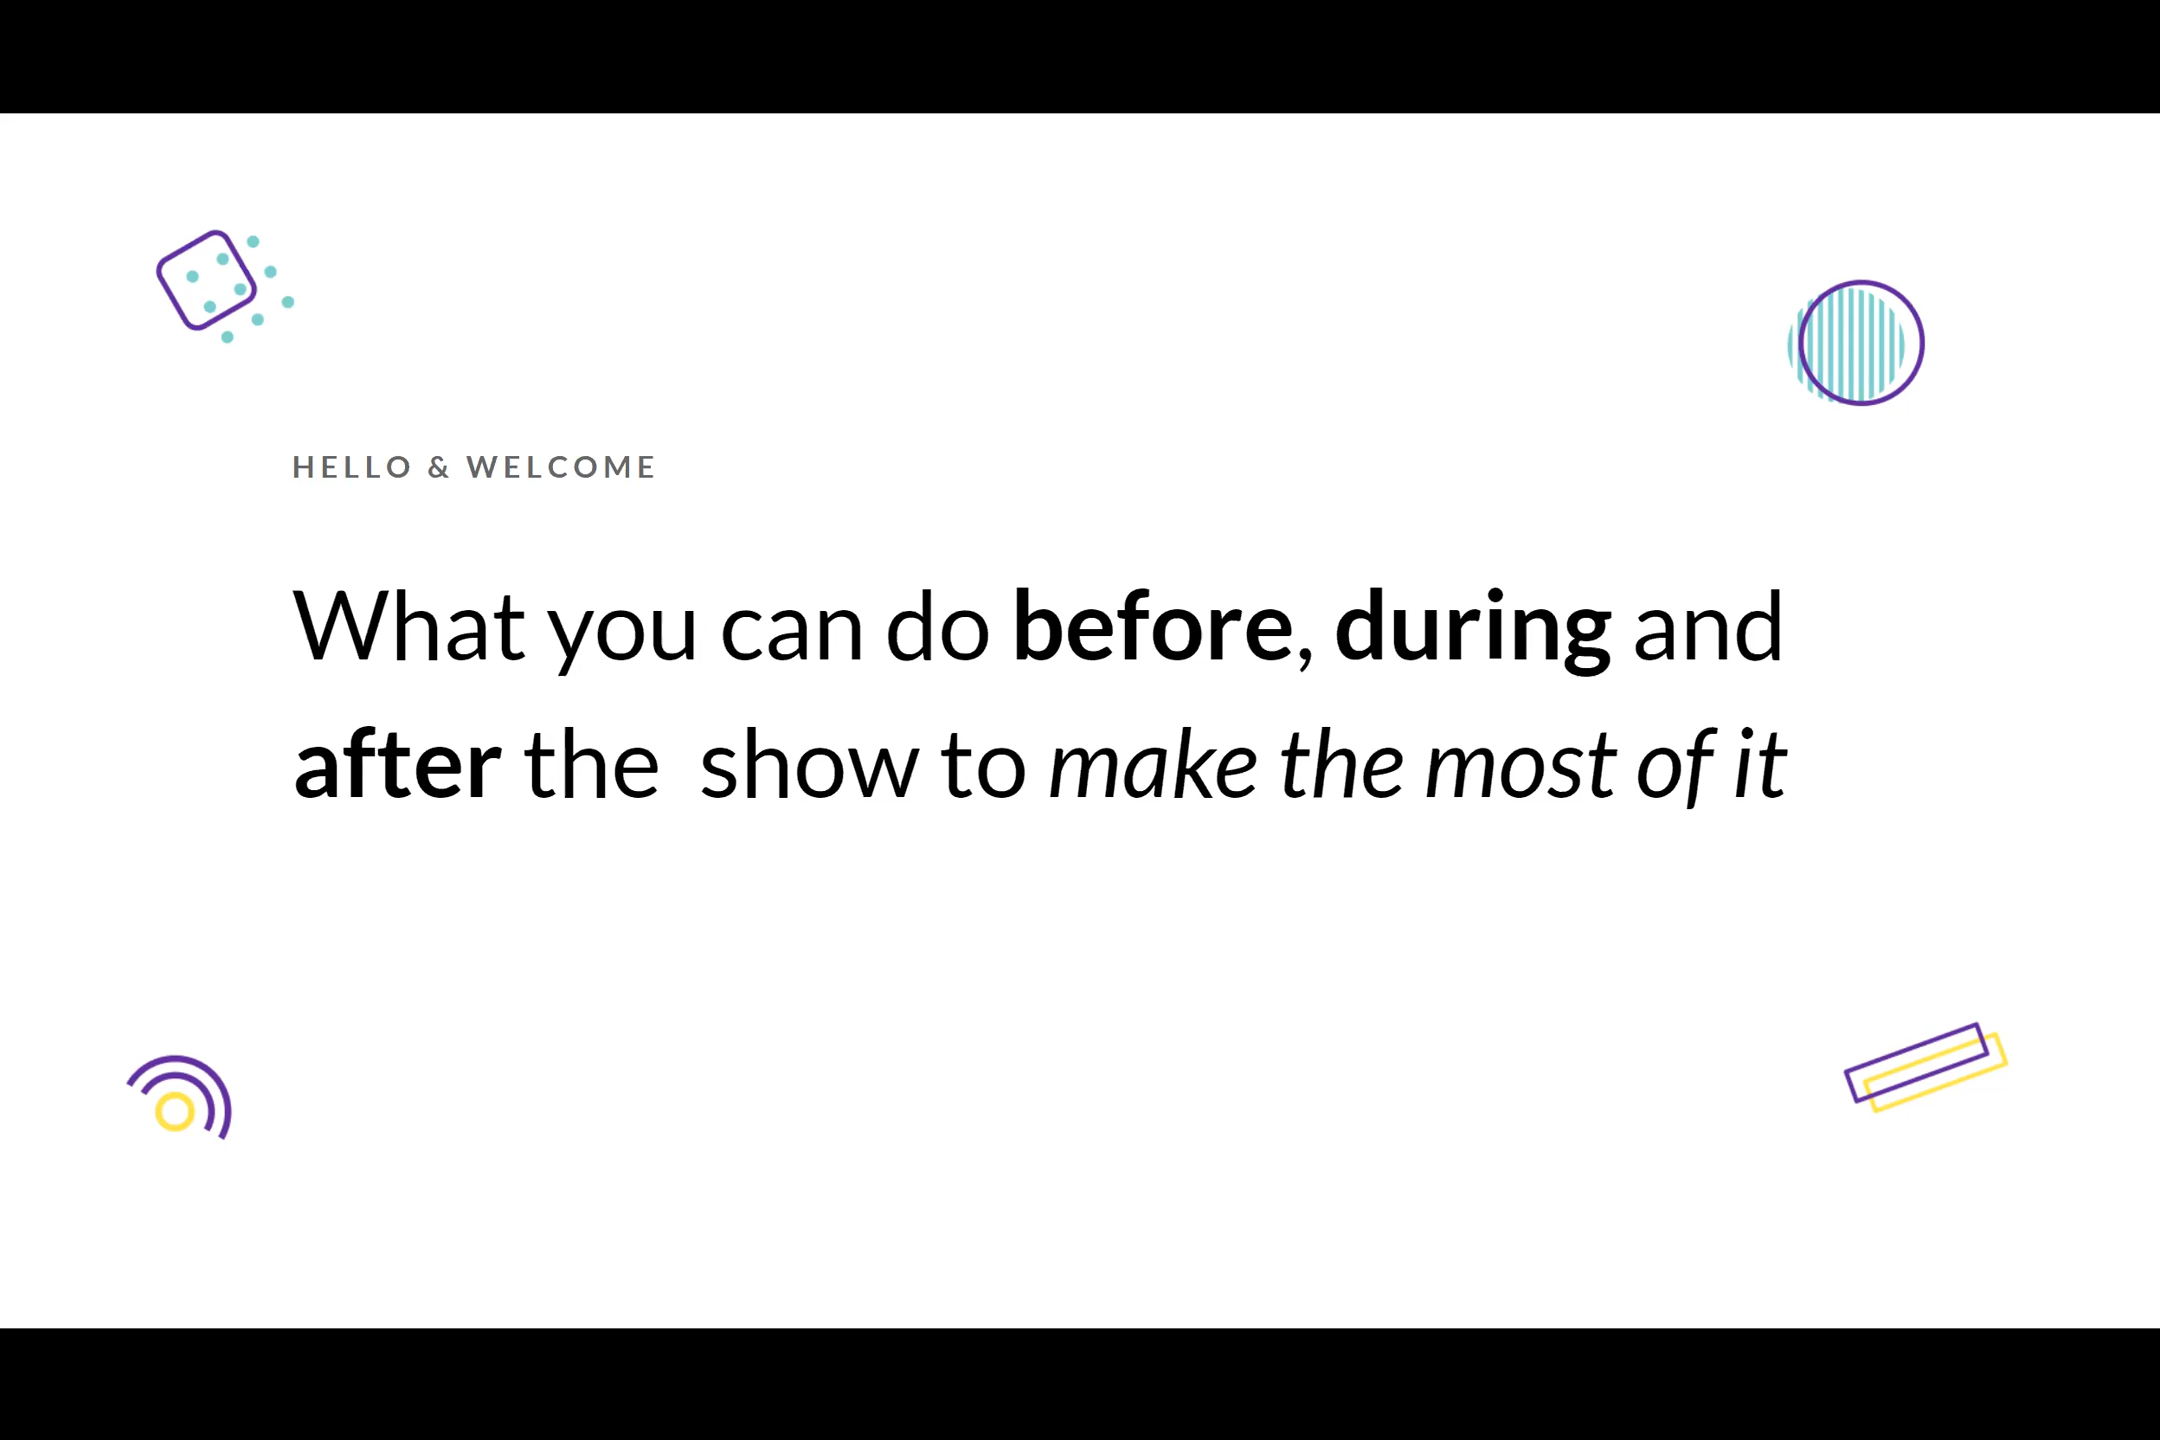 HELLO & WELCOME
What you can do before, during and
after the  show to make the most of it